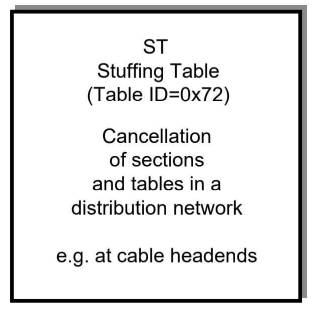 ST
Stuffing Table
(Table ID=0x72)
Cancellation
of sections
and tables in a
distribution network
e.g. at cable headends